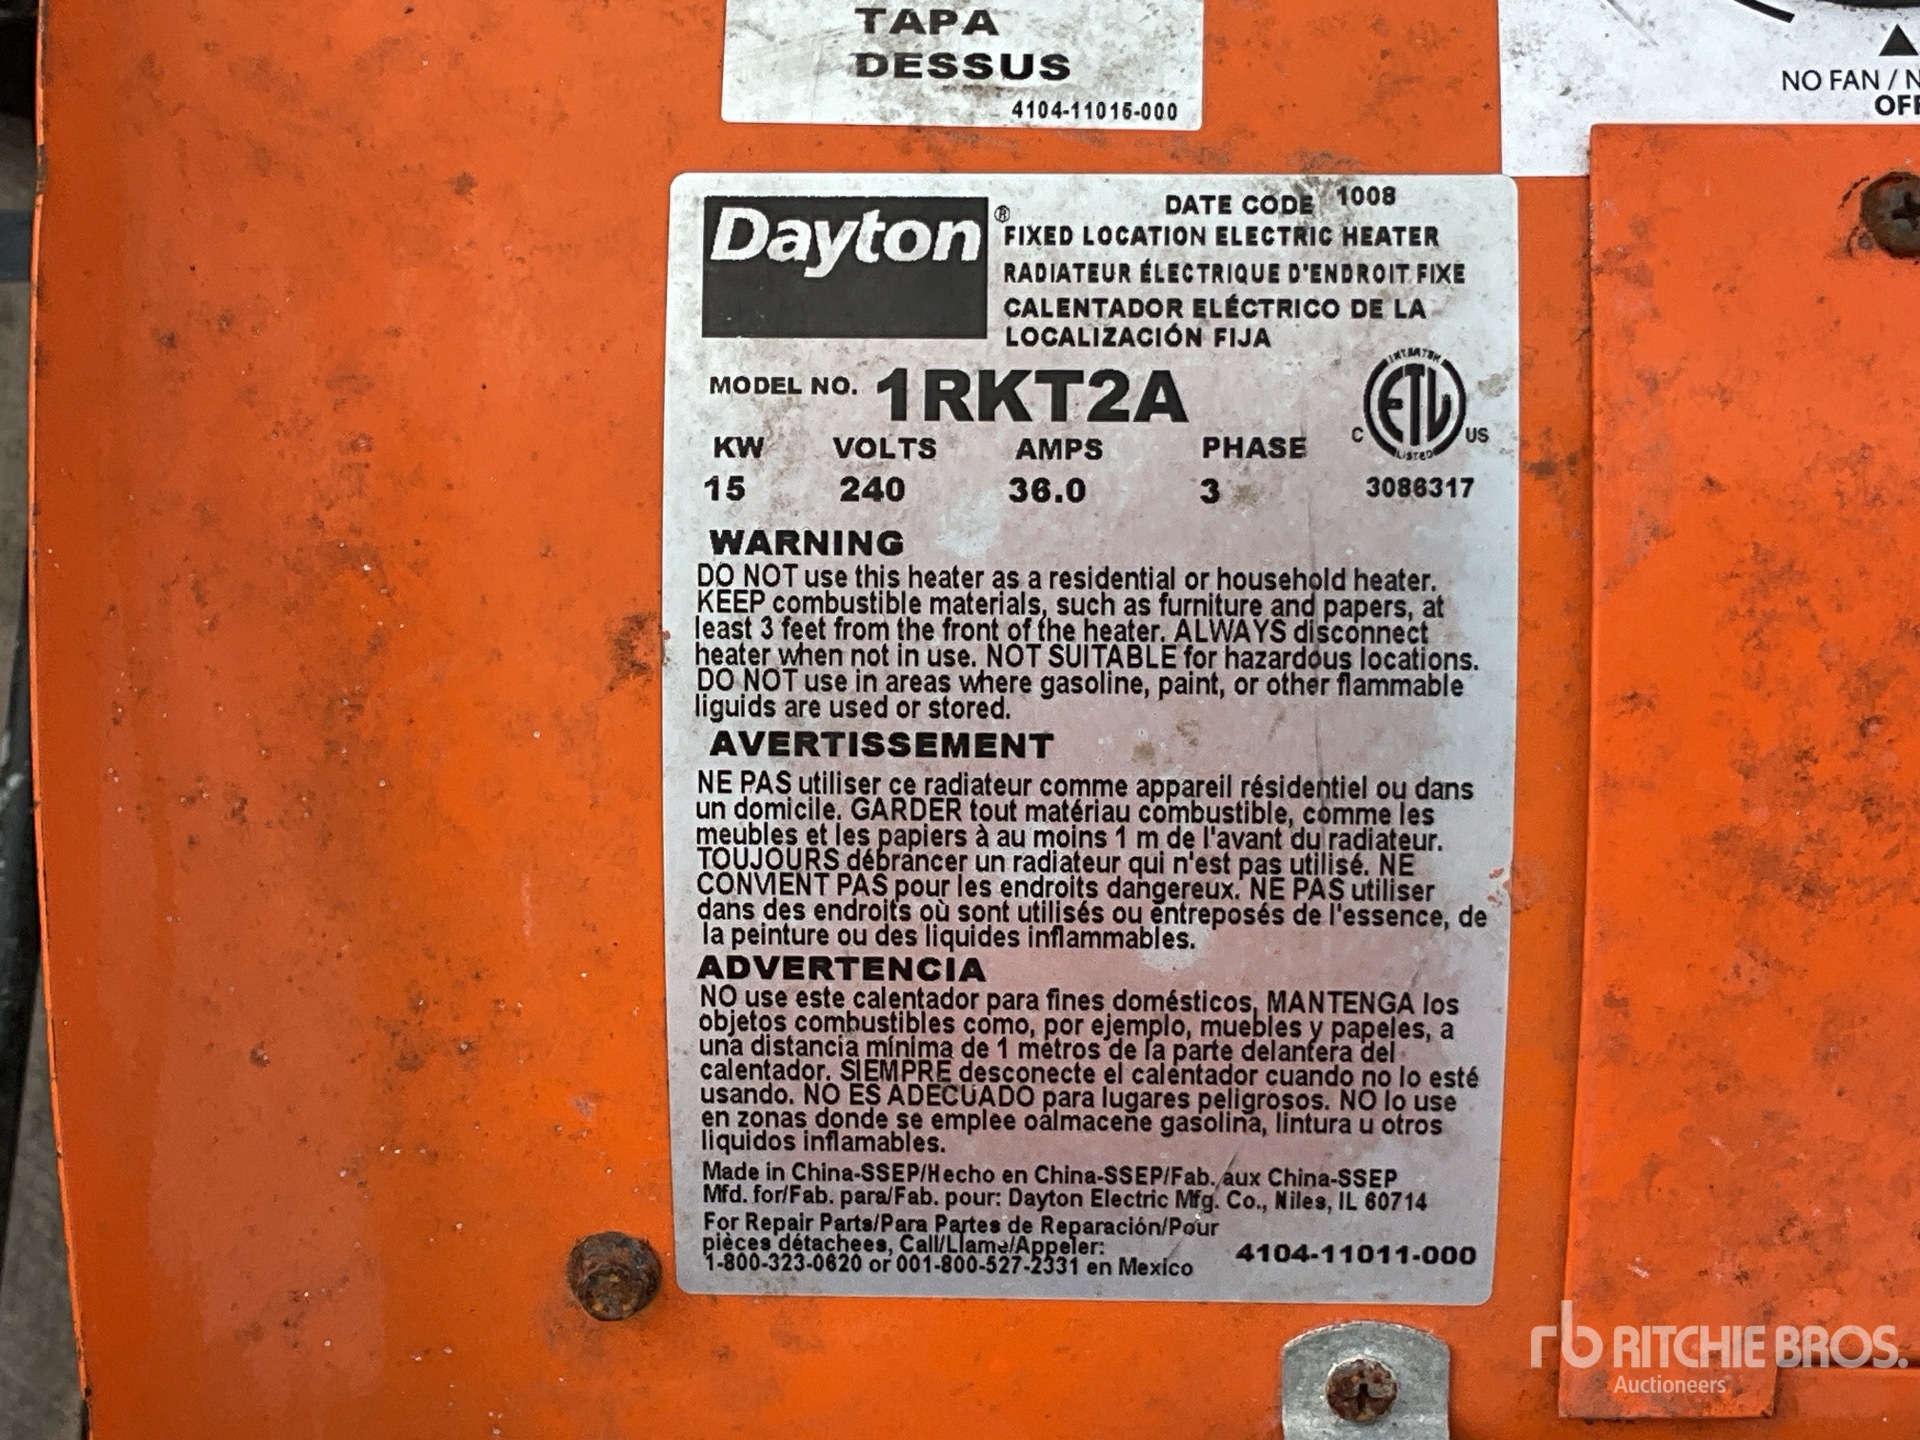 TAPA
DESSUS
4104-11016-000
NO FAN / N
OFF
Dayton®
DATE CODE 1008
FIXED LOCATION ELECTRIC HEATER
RADIATEUR ÉLECTRIQUE D'ENDROIT FIXE
CALENTADOR ELÉCTRICO DE LA
LOCALIZACIÓN FIJA
MODEL NO. 1RKT2A
INTERTEK
C ETL US
LISTED
KW VOLTS AMPS PHASE
15 240 36.0 3 3086317
WARNING
DO NOT use this heater as a residential or household heater.
KEEP combustible materials, such as furniture and papers, at
least 3 feet from the front of the heater. ALWAYS disconnect
heater when not in use. NOT SUITABLE for hazardous locations.
DO NOT use in areas where gasoline, paint, or other flammable
liguids are used or stored.
AVERTISSEMENT
NE PAS utiliser ce radiateur comme appareil résidentiel ou dans
un domicile. GARDER tout matériau combustible, comme les
meubles et les papiers à au moins 1 m de l'avant du radiateur.
TOUJOURS débrancer un radiateur qui n'est pas utilisé. NE
CONVIENT PAS pour les endroits dangereux. NE PAS utiliser
dans des endroits où sont utilisés ou entreposés de l'essence, de
la peinture ou des liquides inflammables.
ADVERTENCIA
NO use este calentador para fines domésticos, MANTENGA los
objetos combustibles como, por ejemplo, muebles y papeles, a
una distancia mínima de 1 metros de la parte delantera del
calentador. SIEMPRE desconecte el calentador cuando no lo esté
usando. NO ES ADECUADO para lugares peligrosos. NO lo use
en zonas donde se emplee oalmacene gasolina, lintura u otros
liquidos inflamables.
Made in China-SSEP/Hecho en China-SSEP/Fab. aux China-SSEP
Mfd. for/Fab. para/Fab. pour: Dayton Electric Mfg. Co., Niles, IL 60714
For Repair Parts/Para Partes de Reparación/Pour
pièces détachees, Call/Llame/Appeler:
1-800-323-0620 or 001-800-527-2331 en Mexico
4104-11011-000
rb RITCHIE BROS.
Auctioneers